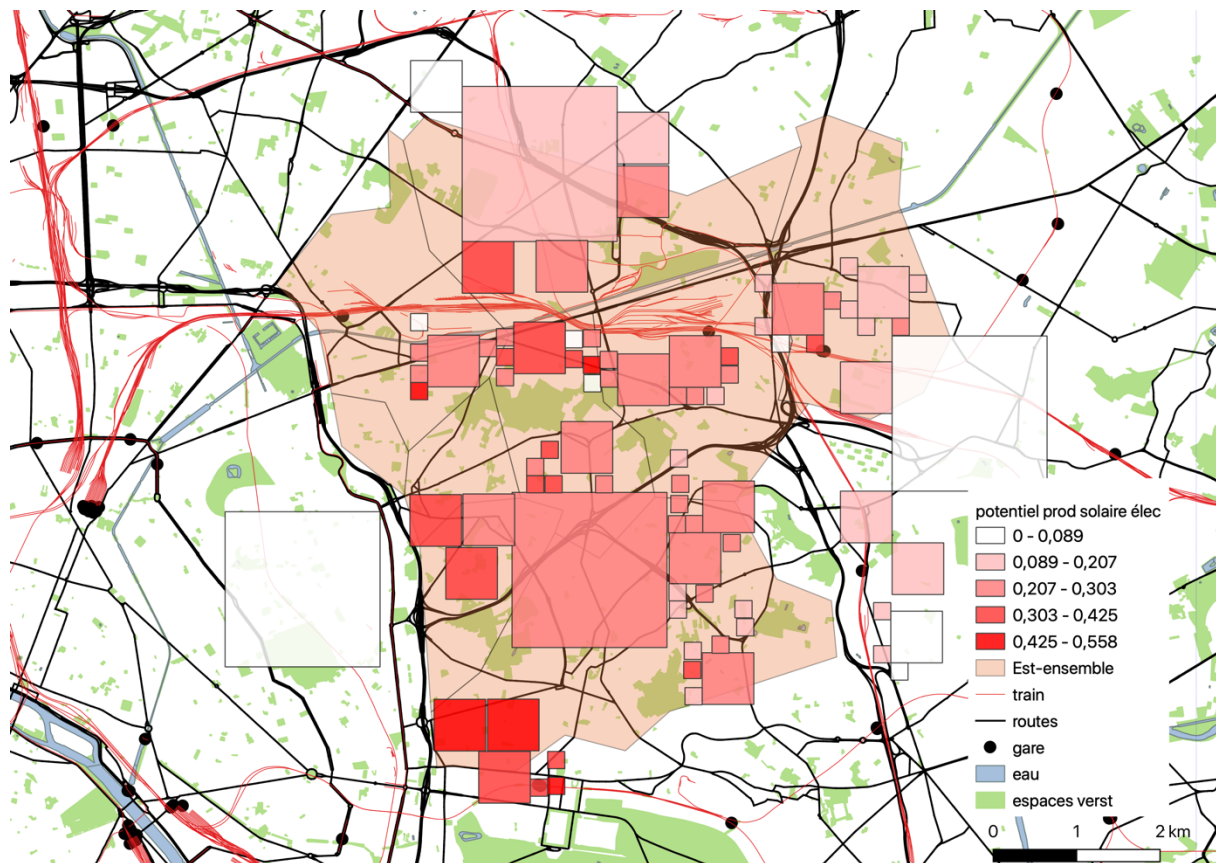 potentiel prod solaire élec
0 - 0,089
0,089 - 0,207
0,207 - 0,303
0,303 - 0,425
0,425 - 0,558
Est-ensemble
train
routes
gare
eau
espaces verst
0 1 2 km